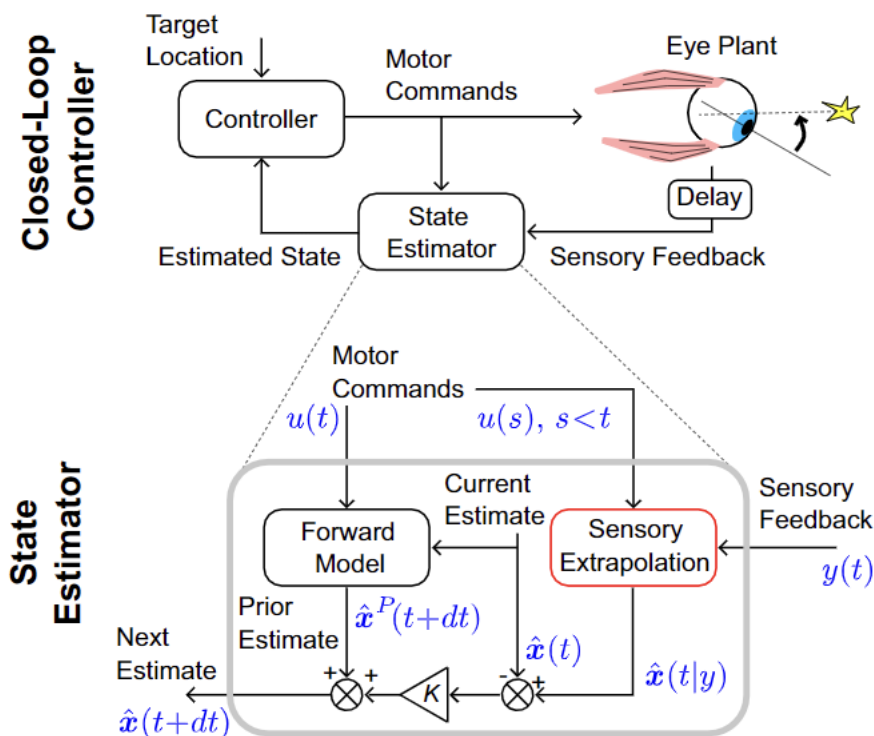 Closed-Loop
Controller
Target
Location
Controller
Motor
Commands
Eye Plant
Delay
State
Estimator
Estimated State
Sensory Feedback
State
Estimator
Motor
Commands
u(t)
u(s), s<t
Current
Estimate
Sensory
Feedback
y(t)
Forward
Model
Sensory
Extrapolation
Prior
Estimate
x̂ᴾ(t+dt)
x̂(t)
x̂(t|y)
Next
Estimate
x̂(t+dt)
+
+
K
-
+